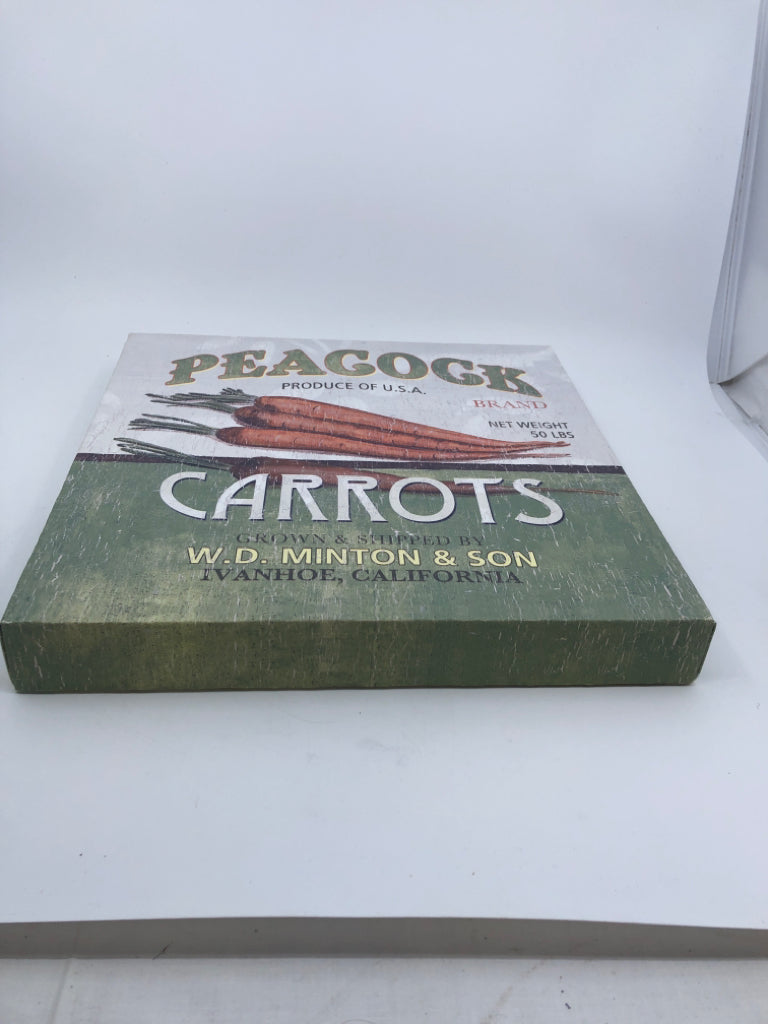 PEACOCK
PRODUCE OF U.S.A.
BRAND
NET WEIGHT
50 LBS
CARROTS
GROWN & SHIPPED BY
W.D. MINTON & SON
IVANHOE, CALIFORNIA